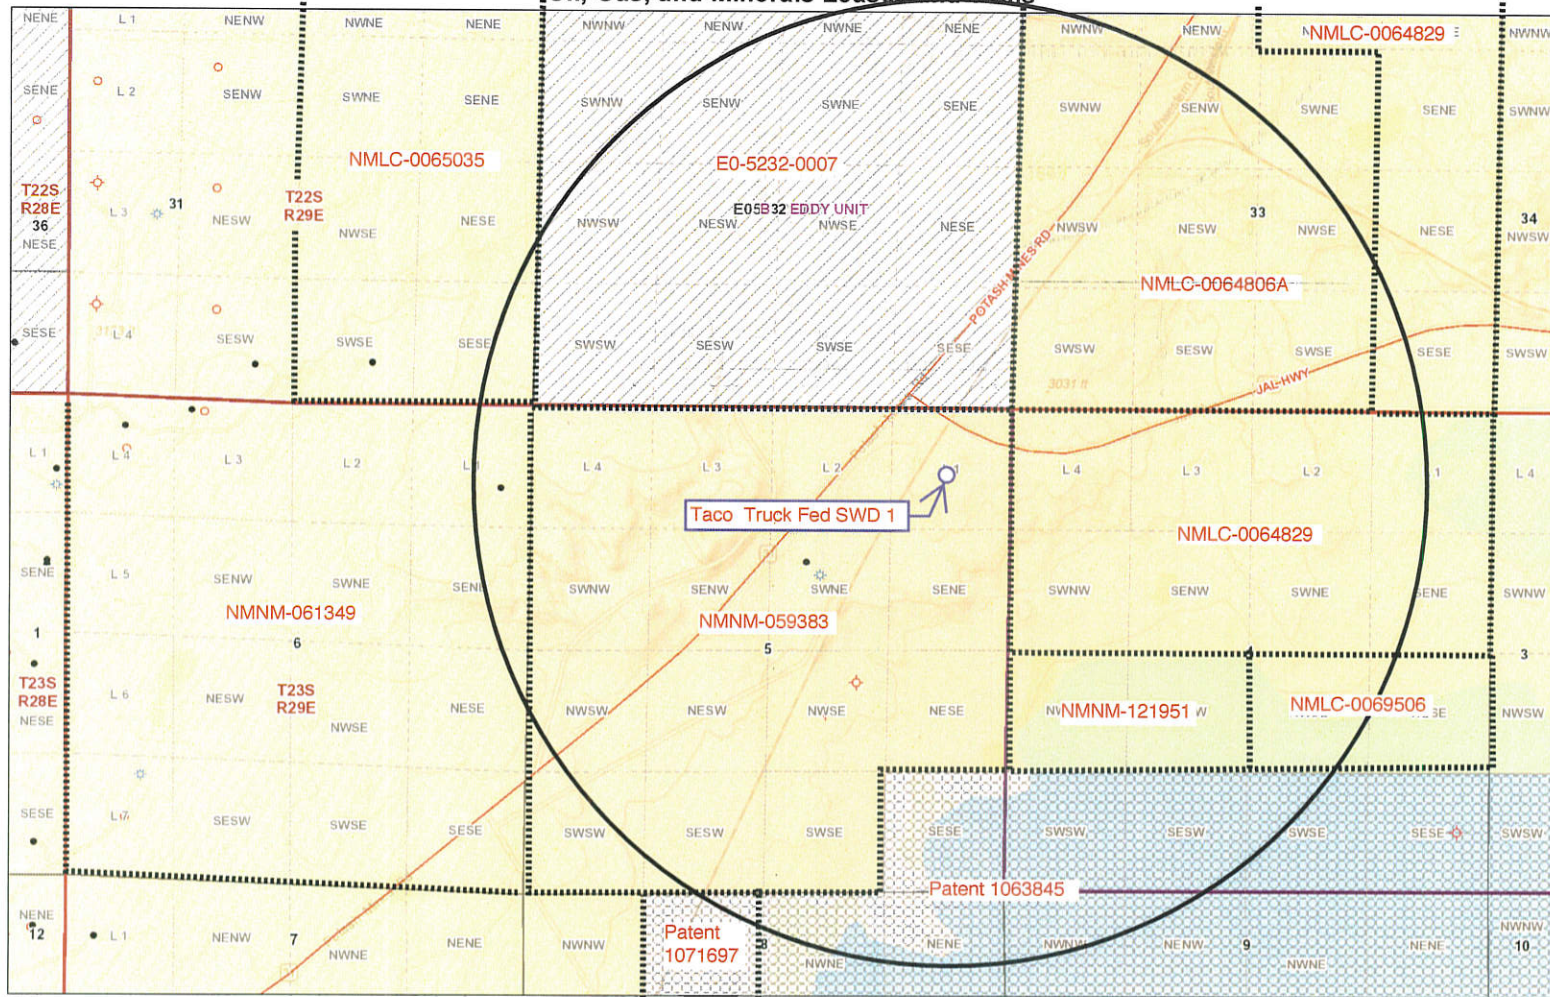 NENE
NENW
NWNE
NENE
NWNW
NENW
NWNE
NENE
NWNW
NENW
NMLC-0064829
NWNW
SENE
L 2
SENW
SWNE
SENE
SWNW
SENW
SWNE
SENE
SWNW
SENW
SWNE
SENE
SWNW
NMLC-0065035
E0-5232-0007
T22S
R28E
36
NESE
L 3
31
NESW
T22S
R29E
NWSE
NESE
NWSW
32 EDDY UNIT
NESW
NWSE
NESE
NWSW
NESW
33
NWSE
NESE
34
NWSW
POTASH MINES RD
NMLC-0064806A
SESE
L 4
SESW
SWSE
SESE
SWSW
SESW
SWSE
SESE
SWSW
SESW
SWSE
SESE
SWSW
3031 ft
JAL HWY
L 1
L 4
L 3
L 2
L 4
L 3
L 2
L 4
L 3
L 2
L 4
Taco Truck Fed SWD 1
NMLC-0064829
SENE
L 5
SENW
SWNE
SWNW
SENW
SWNE
SENE
SWNW
SENW
SWNE
SENE
SWNW
NMNM-061349
NMNM-059383
1
6
5
4
3
T23S
R28E
NESE
L 6
NESW
T23S
R29E
NWSE
NESE
NWSW
NESW
NWSE
NESE
NMNM-121951
NMLC-0069506
NWSW
SESE
L 7
SESW
SWSE
SESE
SWSW
SESW
SWSE
SESE
SWSW
SESW
SWSE
SESE
SWSW
Patent 1063845
NENE
12
L 1
NENW
7
NWNE
NENE
NWNW
Patent
1071697
8
NWNE
NENE
NWNW
NENW
9
NWNE
NENE
NWNW
10